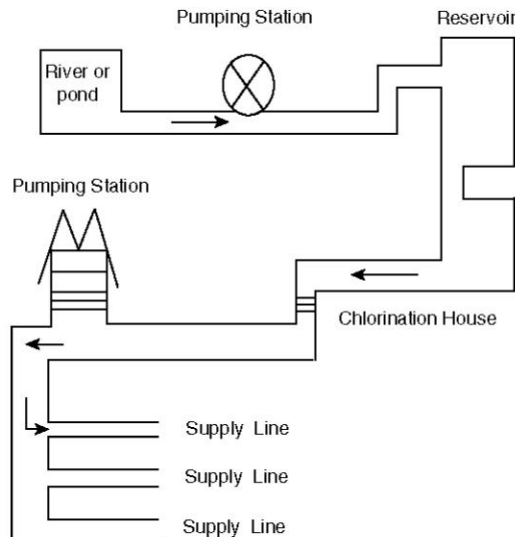 Pumping Station
Reservoir
River or
pond
Pumping Station
Chlorination House
Supply Line
Supply Line
Supply Line